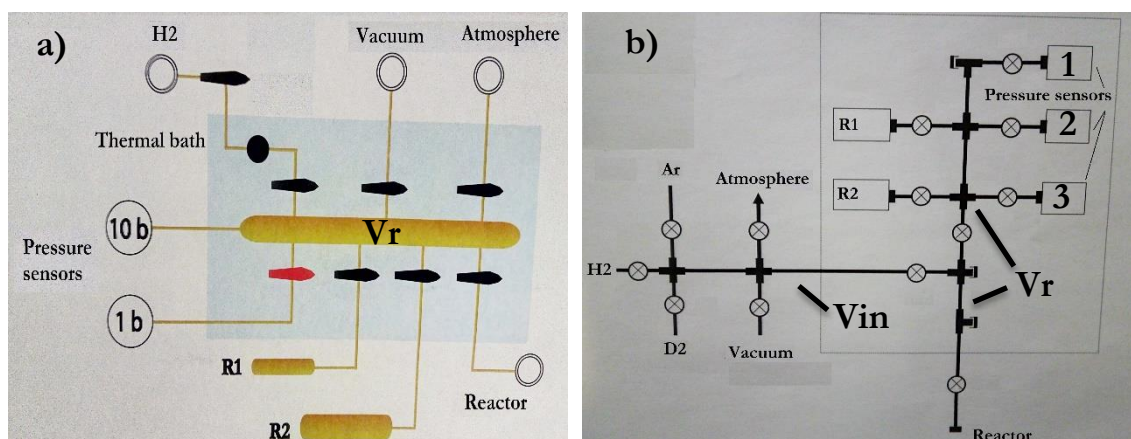 a)
H2
Vacuum
Atmosphere
Thermal bath
10 b
Vr
Pressure
sensors
1 b
R1
R2
Reactor
b)
1
Pressure sensors
R1
2
Ar
Atmosphere
R2
3
H2
Vr
Vin
D2
Vacuum
Reactor